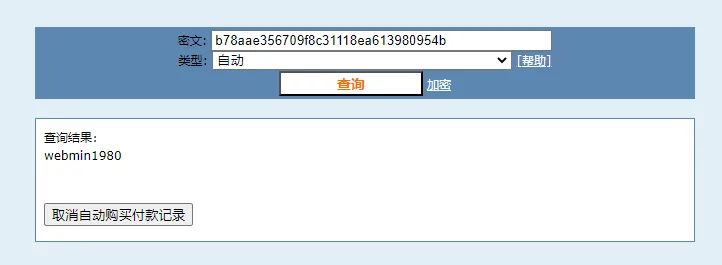 密文: b78aae356709f8c31118ea613980954b
类型: 自动 [帮助]
查询 加密
查询结果:
webmin1980
取消自动购买付款记录